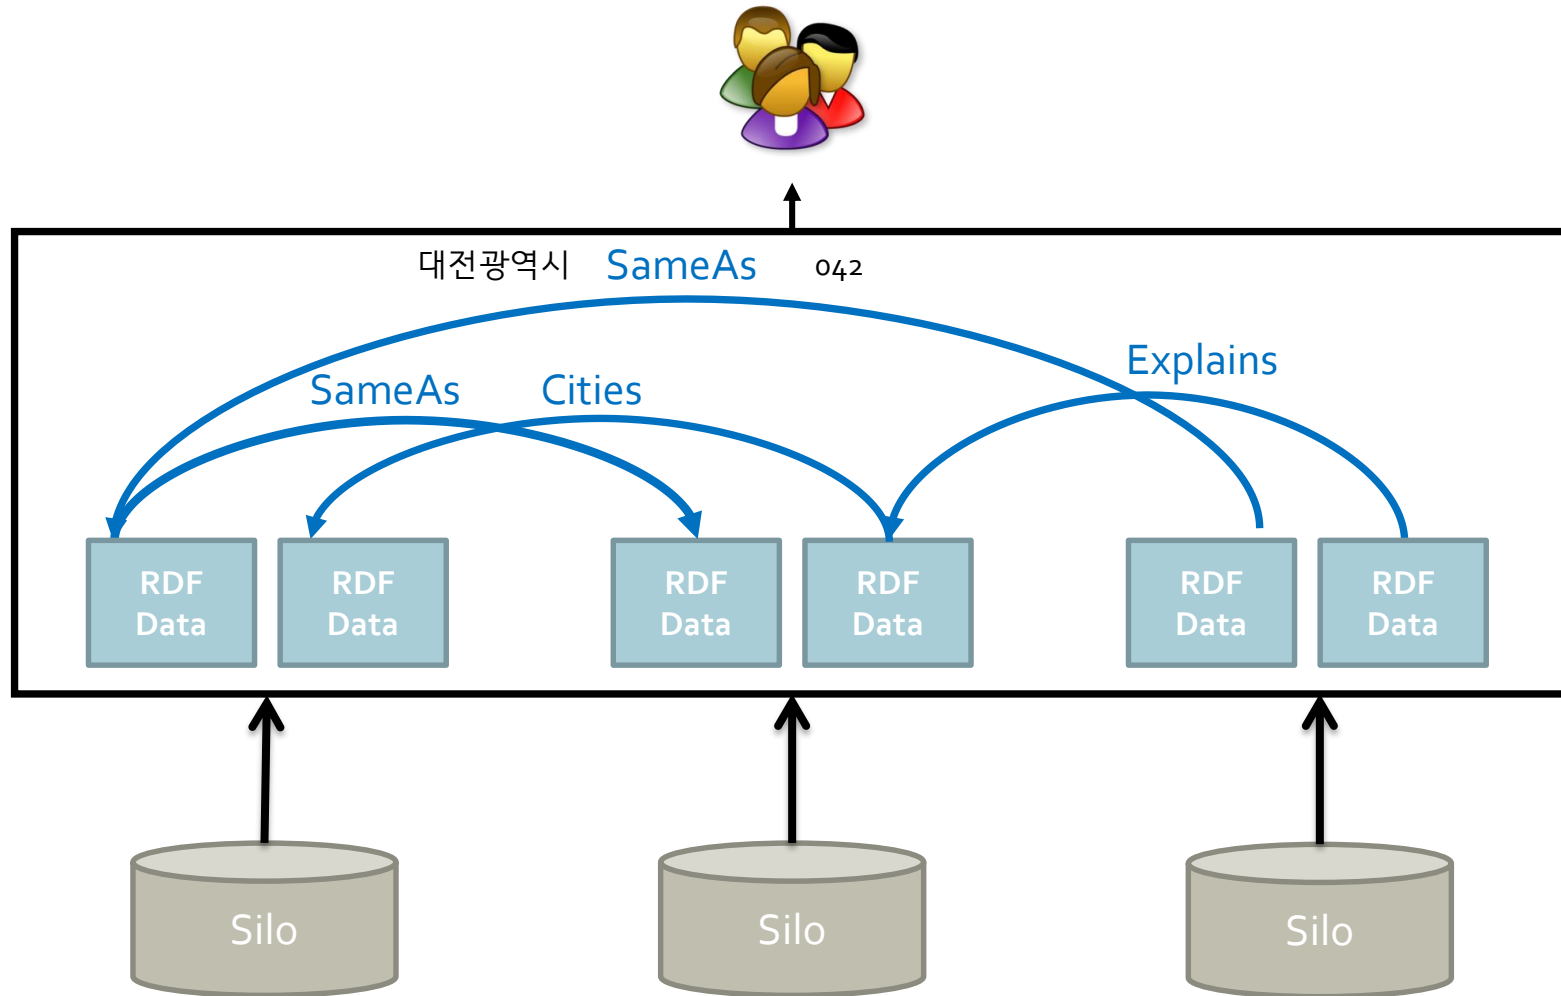 대전광역시 SameAs 042
Explains
SameAs Cities
RDF
Data
RDF
Data
RDF
Data
RDF
Data
RDF
Data
RDF
Data
Silo
Silo
Silo